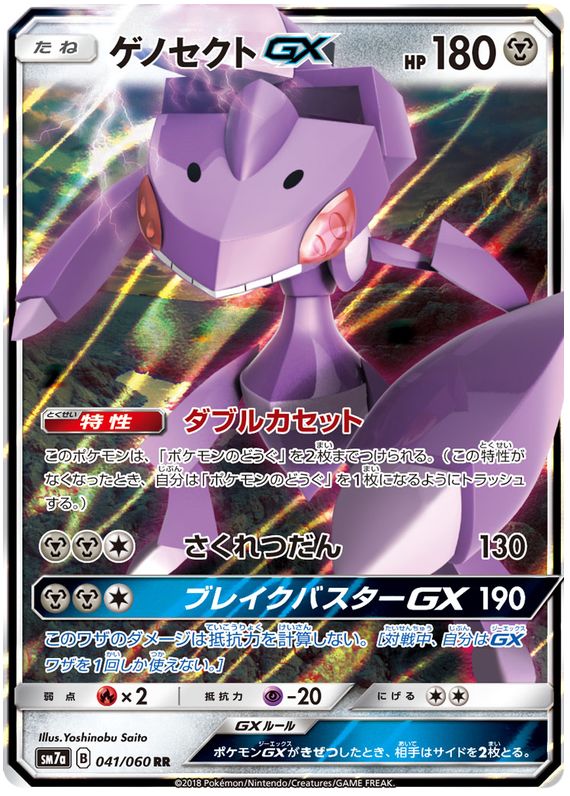 たね ゲノセクトGX HP 180
とくせい
特性 ダブルカセット
このポケモンは、「ポケモンのどうぐ」を2枚までつけられる。(この特性が
なくなったとき、自分は「ポケモンのどうぐ」を1枚になるようにトラッシュ
する。)
さくれつだん 130
ブレイクバスターGX 190
このワザのダメージは抵抗力を計算しない。[対戦中、自分はGX
ワザを1回しか使えない。]
弱点 ×2 抵抗力 -20 にげる
Illus.Yoshinobu Saito
GXルール
ポケモンGXがきぜつしたとき、相手はサイドを2枚とる。
SM7a B 041/060 RR
©2018 Pokémon/Nintendo/Creatures/GAME FREAK.